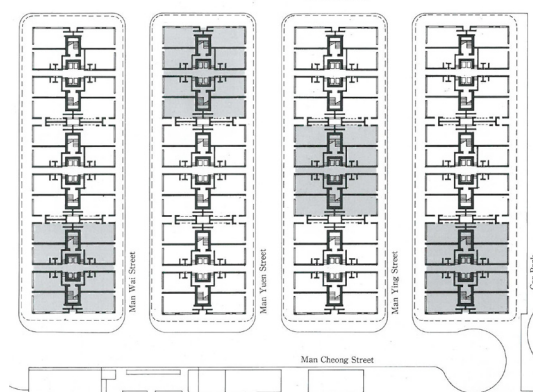 Man Wai Street
Man Yuen Street
Man Ying Street
Man Cheong Street